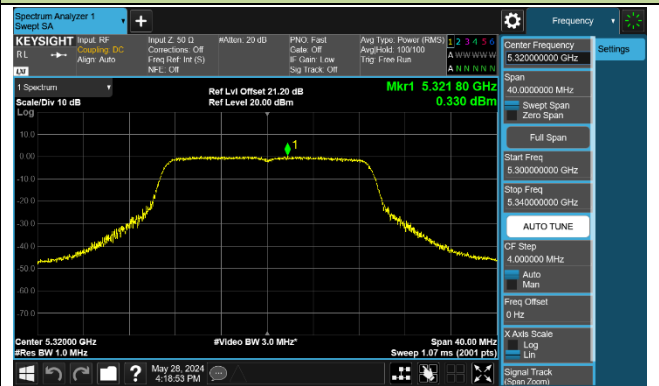 Spectrum Analyzer 1
Swept SA
Frequency
KEYSIGHT
RL
LXI
Input: RF
Coupling: DC
Align: Auto
Input Z: 50 Ω
Corrections: Off
Freq Ref: Int (S)
NFE: Off
#Atten: 20 dB
PNO: Fast
Gate: Off
IF Gain: Low
Sig Track: Off
Avg Type: Power (RMS)
Avg|Hold: 100/100
Trig: Free Run
1 2 3 4 5 6
A W W W W W
A N N N N N
1 Spectrum
Scale/Div 10 dB
Log
Ref Lvl Offset 21.20 dB
Ref Level 20.00 dBm
Mkr1 5.321 80 GHz
0.330 dBm
1
10.0
0.00
-10.0
-20.0
-30.0
-40.0
-50.0
-60.0
-70.0
Center 5.32000 GHz
#Res BW 1.0 MHz
#Video BW 3.0 MHz*
Span 40.00 MHz
Sweep 1.07 ms (2001 pts)
Center Frequency
5.320000000 GHz
Settings
Span
40.0000000 MHz
Swept Span
Zero Span
Full Span
Start Freq
5.300000000 GHz
Stop Freq
5.340000000 GHz
AUTO TUNE
CF Step
4.000000 MHz
Auto
Man
Freq Offset
0 Hz
X Axis Scale
Log
Lin
Signal Track
(Span Zoom)
?
May 28, 2024
4:18:53 PM